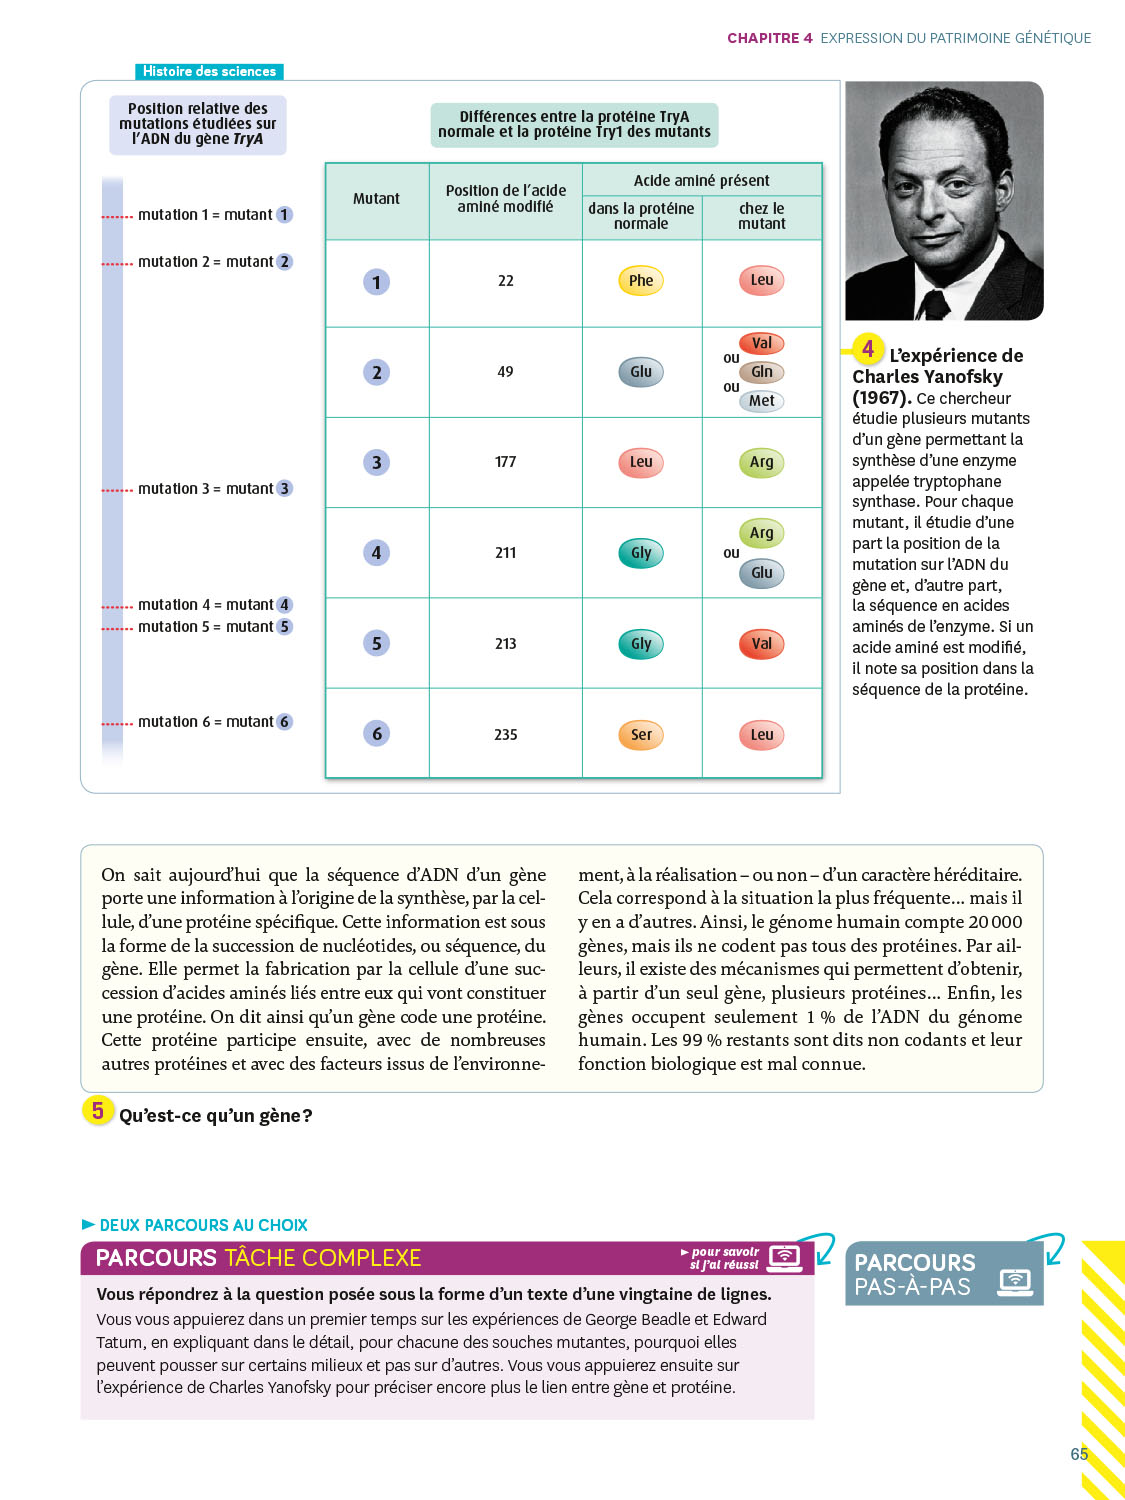 CHAPITRE 4 EXPRESSION DU PATRIMOINE GÉNÉTIQUE
Histoire des sciences
Position relative des
mutations étudiées sur
l'ADN du gène TryA
mutation 1 = mutant 1
mutation 2 = mutant 2
mutation 3 = mutant 3
mutation 4 = mutant 4
mutation 5 = mutant 5
mutation 6 = mutant 6
Différences entre la protéine TryA
normale et la protéine Try1 des mutants
Mutant
Position de l'acide
aminé modifié
Acide aminé présent
dans la protéine
normale
chez le
mutant
1 22 Phe Leu
2 49 Glu Val
ou
Gln
ou
Met
3 177 Leu Arg
4 211 Gly Arg
ou
Glu
5 213 Gly Val
6 235 Ser Leu
4 L'expérience de
Charles Yanofsky
(1967). Ce chercheur
étudie plusieurs mutants
d'un gène permettant la
synthèse d'une enzyme
appelée tryptophane
synthase. Pour chaque
mutant, il étudie d'une
part la position de la
mutation sur l'ADN du
gène et, d'autre part,
la séquence en acides
aminés de l'enzyme. Si un
acide aminé est modifié,
il note sa position dans la
séquence de la protéine.
On sait aujourd'hui que la séquence d'ADN d'un gène
porte une information à l'origine de la synthèse, par la cel-
lule, d'une protéine spécifique. Cette information est sous
la forme de la succession de nucléotides, ou séquence, du
gène. Elle permet la fabrication par la cellule d'une suc-
cession d'acides aminés liés entre eux qui vont constituer
une protéine. On dit ainsi qu'un gène code une protéine.
Cette protéine participe ensuite, avec de nombreuses
autres protéines et avec des facteurs issus de l'environne-
ment, à la réalisation – ou non – d'un caractère héréditaire.
Cela correspond à la situation la plus fréquente... mais il
y en a d'autres. Ainsi, le génome humain compte 20 000
gènes, mais ils ne codent pas tous des protéines. Par ail-
leurs, il existe des mécanismes qui permettent d'obtenir,
à partir d'un seul gène, plusieurs protéines... Enfin, les
gènes occupent seulement 1 % de l'ADN du génome
humain. Les 99 % restants sont dits non codants et leur
fonction biologique est mal connue.
5 Qu'est-ce qu'un gène ?
► DEUX PARCOURS AU CHOIX
PARCOURS TÂCHE COMPLEXE
► pour savoir
si j'ai réussi
Vous répondrez à la question posée sous la forme d'un texte d'une vingtaine de lignes.
Vous vous appuierez dans un premier temps sur les expériences de George Beadle et Edward
Tatum, en expliquant dans le détail, pour chacune des souches mutantes, pourquoi elles
peuvent pousser sur certains milieux et pas sur d'autres. Vous vous appuierez ensuite sur
l'expérience de Charles Yanofsky pour préciser encore plus le lien entre gène et protéine.
PARCOURS
PAS-À-PAS
65